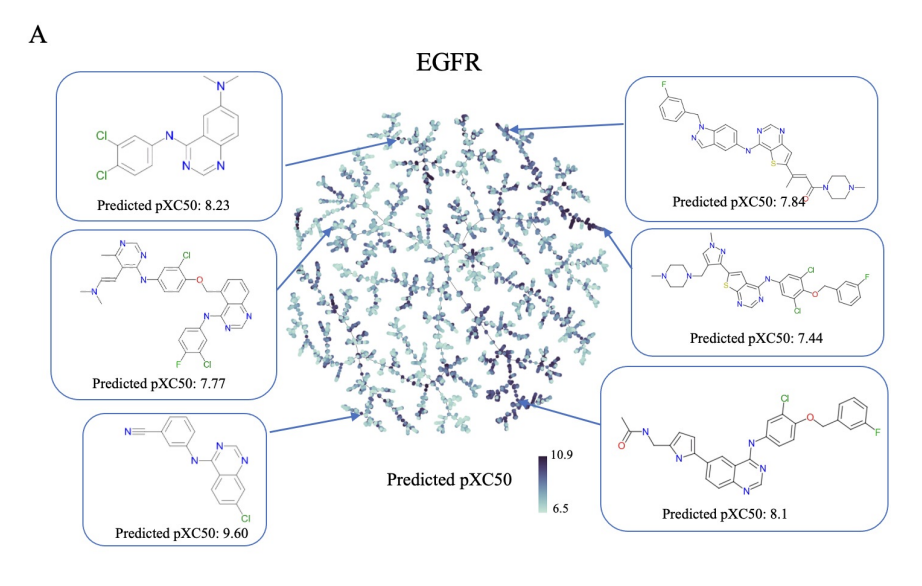 A
EGFR
N
N
N
N
Cl
Cl
Predicted pXC50: 8.23
F
N
N
N
N
N
S
O
N
N
Predicted pXC50: 7.84
N
N
N
N
Cl
O
N
N
N
F
Cl
Predicted pXC50: 7.77
N
N
N
N
S
N
N
N
Cl
Cl
O
F
Predicted pXC50: 7.44
N
N
N
N
Cl
Predicted pXC50: 9.60
O
N
N
N
N
N
Cl
O
F
Predicted pXC50: 8.1
Predicted pXC50
10.9
6.5